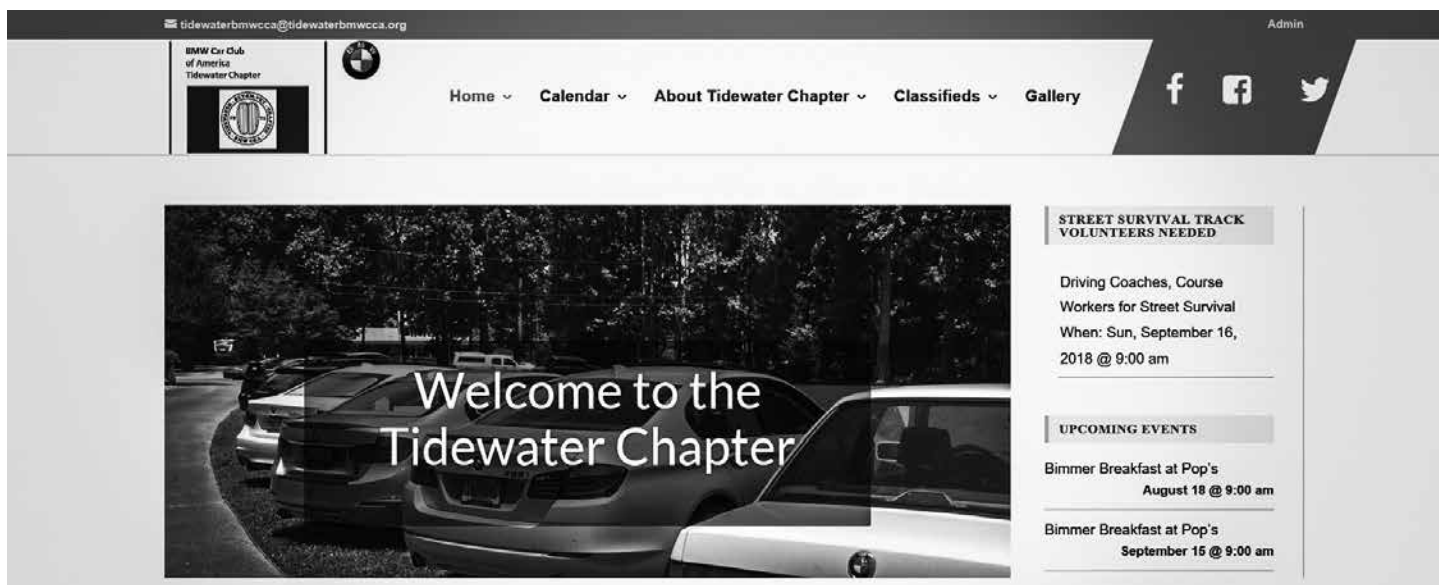 tidewaterbmwcca@tidewaterbmwcca.org
Admin
BMW Car Club
of America
Tidewater Chapter
Home
Calendar
About Tidewater Chapter
Classifieds
Gallery
Welcome to the
Tidewater Chapter
STREET SURVIVAL TRACK
VOLUNTEERS NEEDED
Driving Coaches, Course
Workers for Street Survival
When: Sun, September 16,
2018 @ 9:00 am
UPCOMING EVENTS
Bimmer Breakfast at Pop's
August 18 @ 9:00 am
Bimmer Breakfast at Pop's
September 15 @ 9:00 am